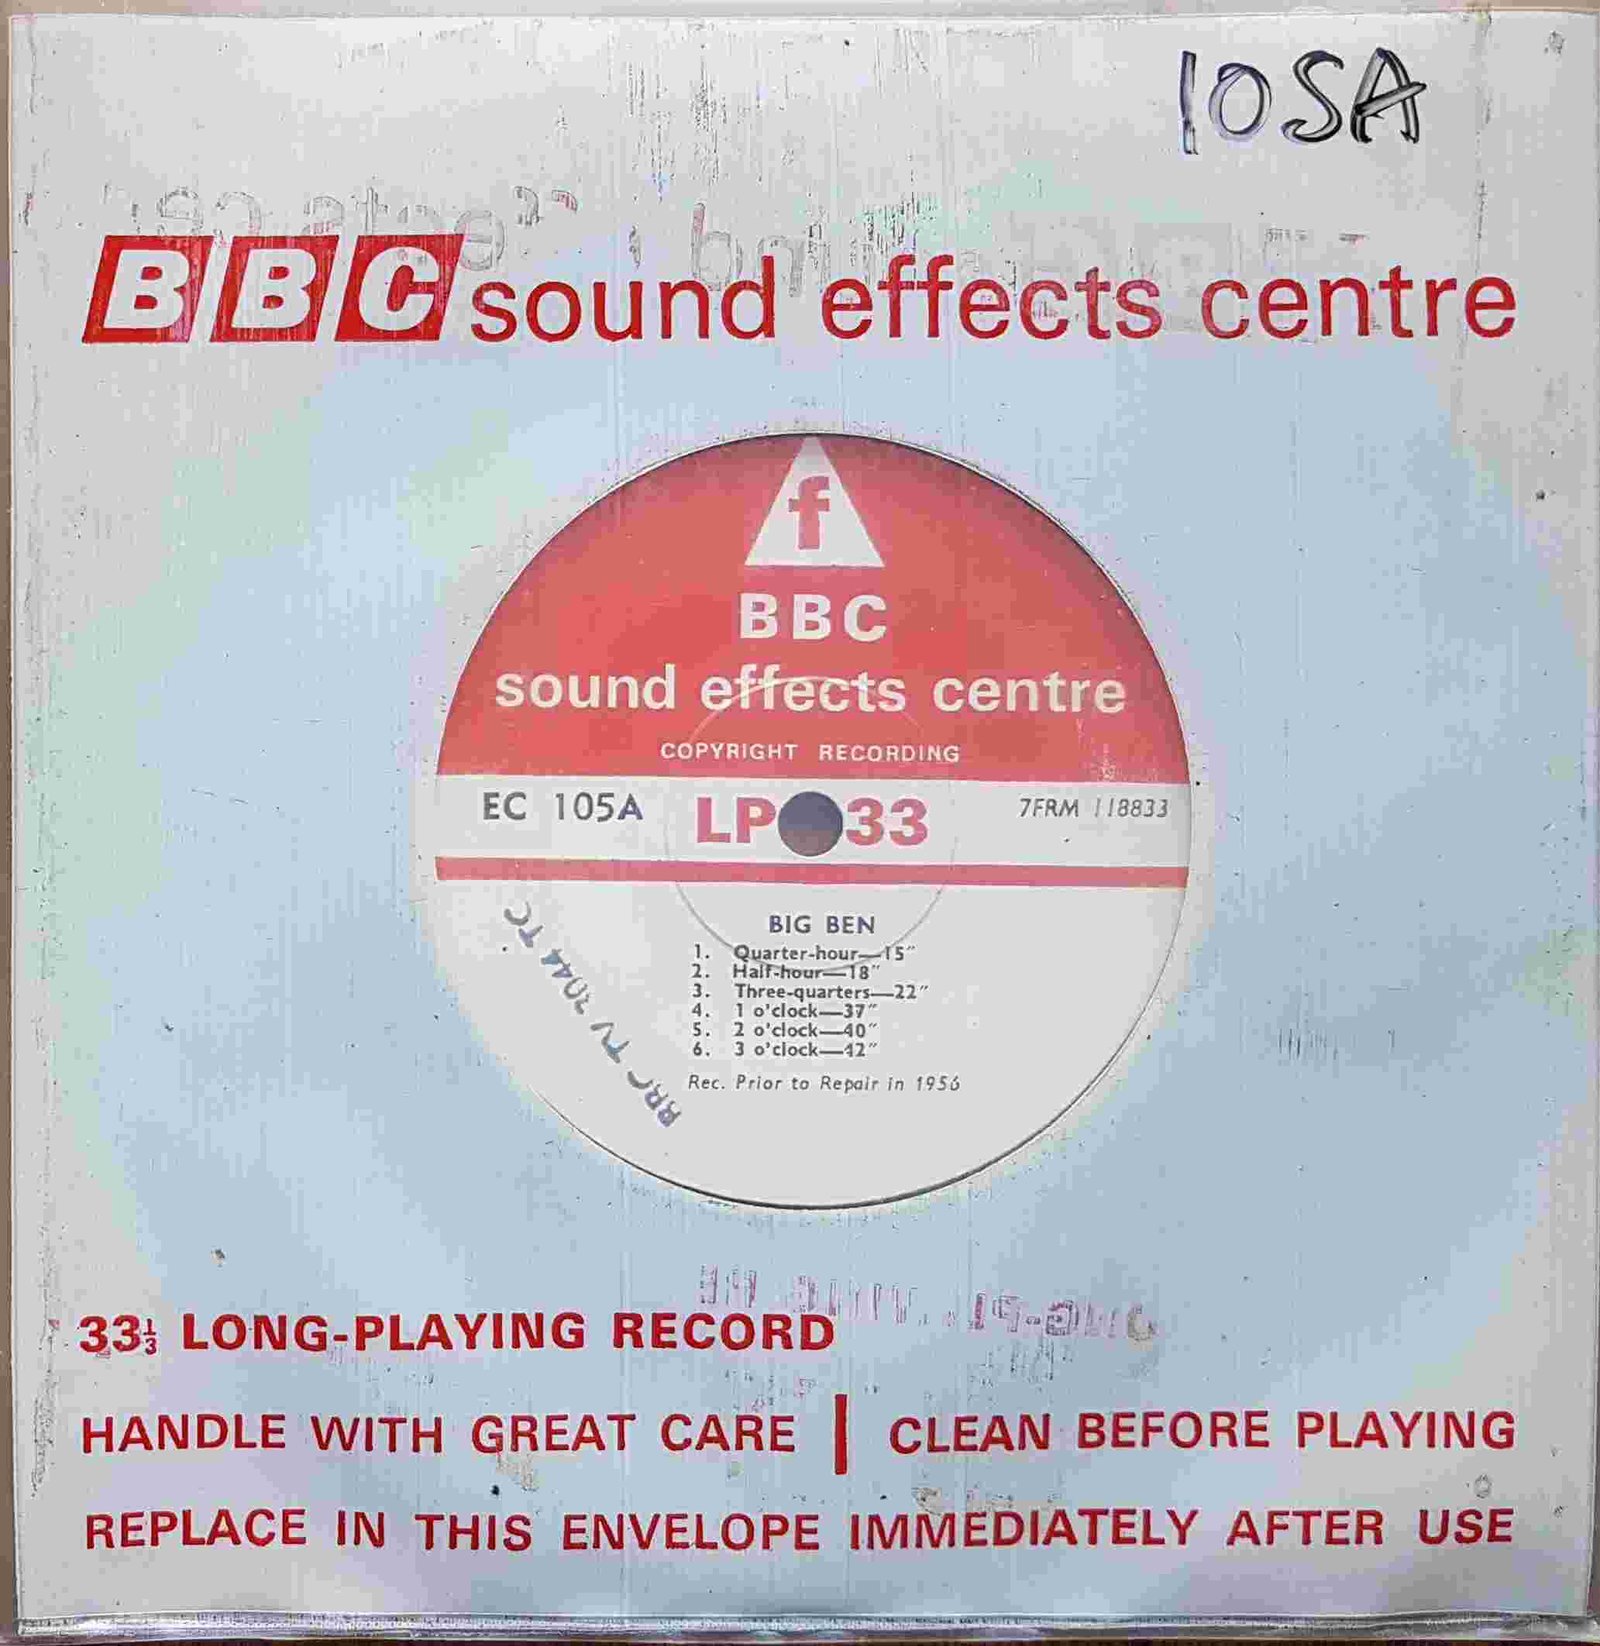 105A
BBC sound effects centre
f
BBC
sound effects centre
COPYRIGHT RECORDING
EC 105A LP 33 7FRM 118833
BIG BEN
1. Quarter-hour—15″
2. Half-hour—18″
3. Three-quarters—22″
4. 1 o'clock—37″
5. 2 o'clock—40″
6. 3 o'clock—42″
Rec. Prior to Repair in 1956
33⅓ LONG-PLAYING RECORD
HANDLE WITH GREAT CARE | CLEAN BEFORE PLAYING
REPLACE IN THIS ENVELOPE IMMEDIATELY AFTER USE